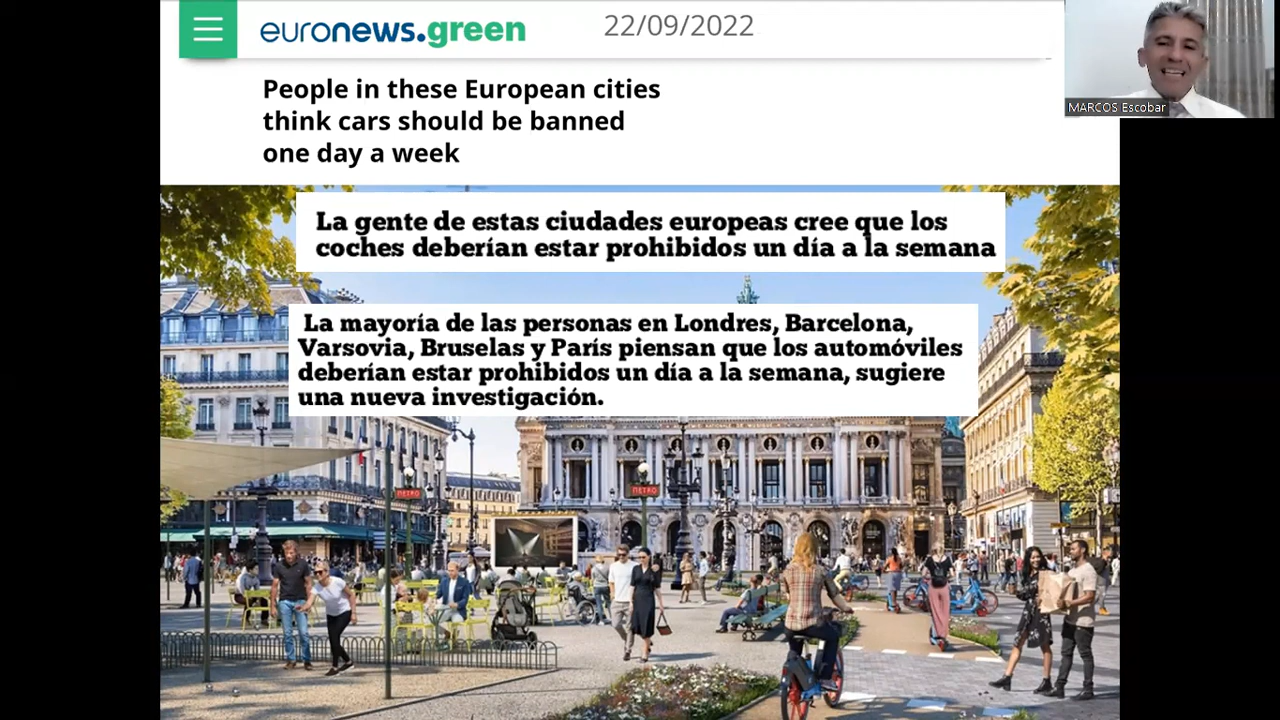 euronews.green
22/09/2022
MARCOS Escobar
People in these European cities
think cars should be banned
one day a week
La gente de estas ciudades europeas cree que los
coches deberían estar prohibidos un día a la semana
La mayoría de las personas en Londres, Barcelona,
Varsovia, Bruselas y París piensan que los automóviles
deberían estar prohibidos un día a la semana, sugiere
una nueva investigación.
METRO
METRO